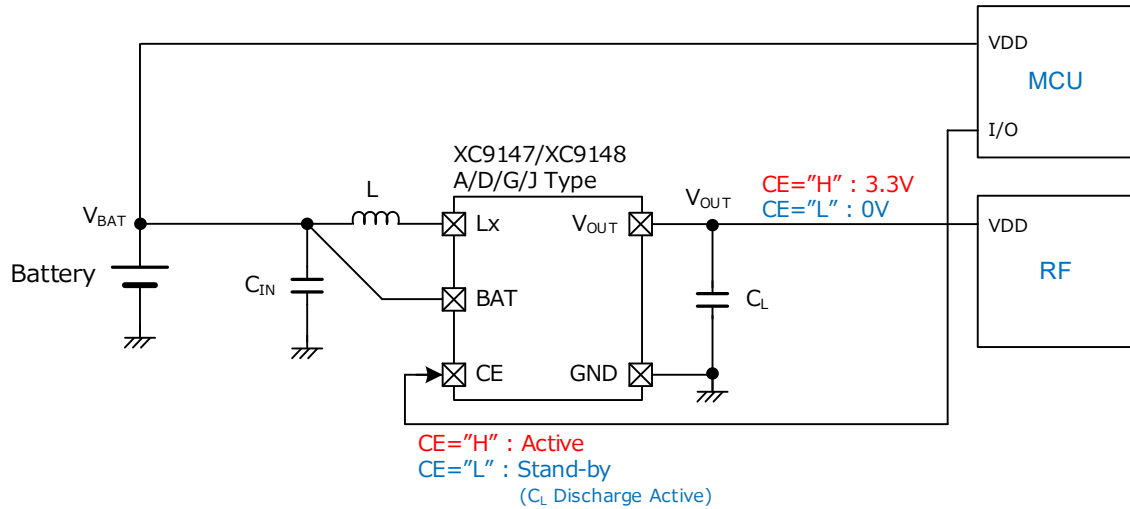 VDD
MCU
I/O
XC9147/XC9148
A/D/G/J Type
CE="H" : 3.3V
CE="L" : 0V
L
VBAT
VOUT
Lx
VOUT
VDD
RF
Battery
CIN
BAT
CL
CE
GND
CE="H" : Active
CE="L" : Stand-by
(CL Discharge Active)